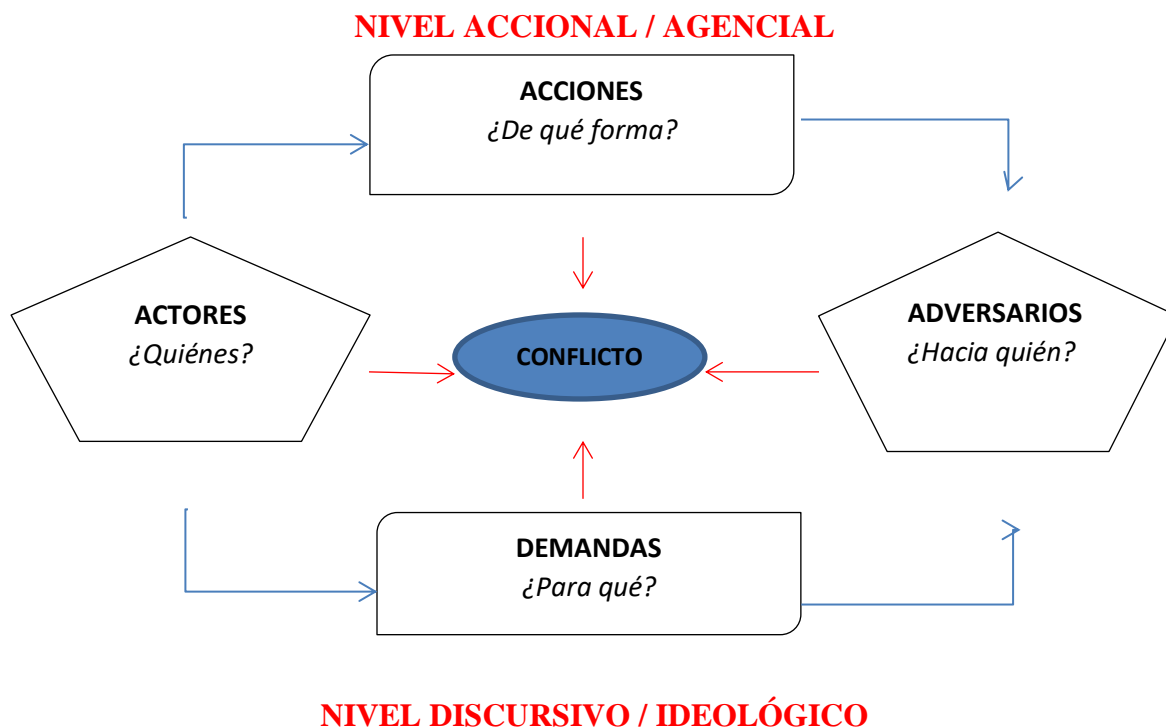 NIVEL ACCIONAL / AGENCIAL
ACCIONES
¿De qué forma?
ACTORES
¿Quiénes?
CONFLICTO
ADVERSARIOS
¿Hacia quién?
DEMANDAS
¿Para qué?
NIVEL DISCURSIVO / IDEOLÓGICO